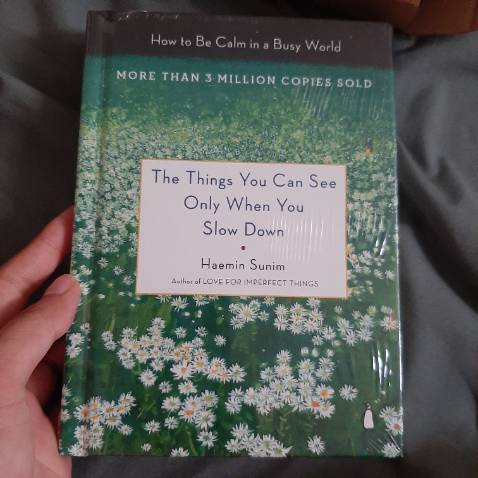 How to Be Calm in a Busy World
MORE THAN 3 MILLION COPIES SOLD
The Things You Can See
Only When You
Slow Down
Haemin Sunim
Author of LOVE FOR IMPERFECT THINGS